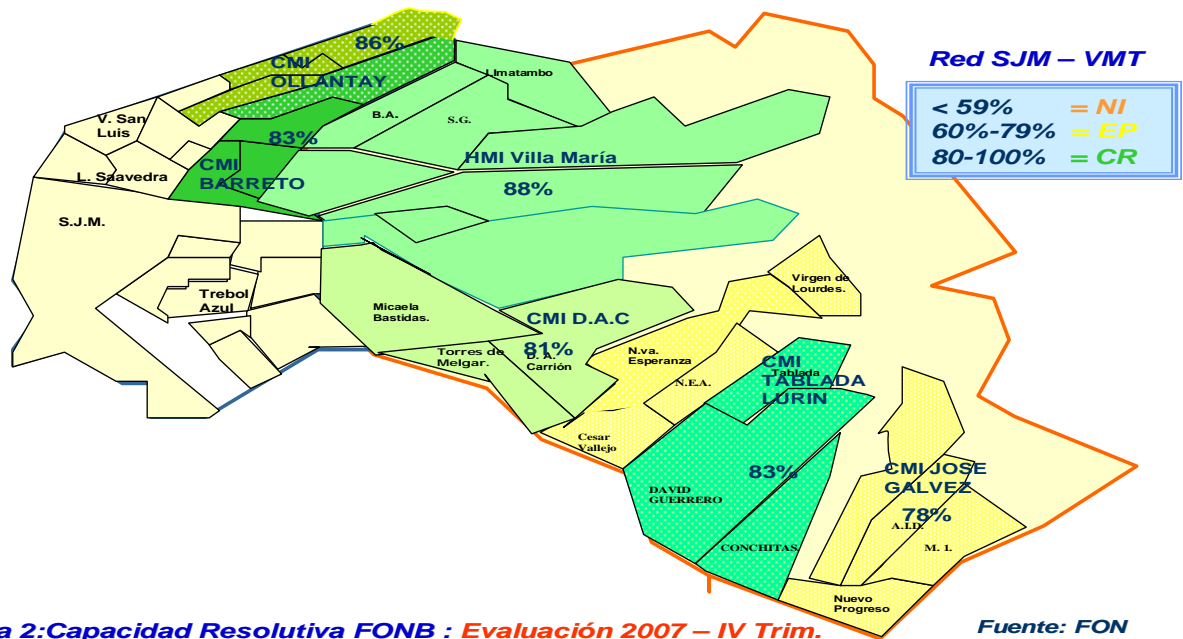 86%
CMI
OLLANTAY
Limatambo
Red SJM – VMT
< 59% = NI
60%-79% = EP
80-100% = CR
V. San
Luis
B.A.
S.G.
83%
CMI
BARRETO
HMI Villa María
88%
L. Saavedra
S.J.M.
Trebol
Azul
Micaela
Bastidas.
CMI D.A.C
81%
Torres de
Melgar.
D. A.
Carrión
Virgen de
Lourdes.
N.va.
Esperanza
N.E.A.
CMI
TABLADA
LURIN
Tablada
Cesar
Vallejo
83%
DAVID
GUERRERO
CONCHITAS.
CMI JOSE
GALVEZ
78%
A.I.D.
M. 1.
Nuevo
Progreso
a 2:Capacidad Resolutiva FONB : Evaluación 2007 – IV Trim.
Fuente: FON